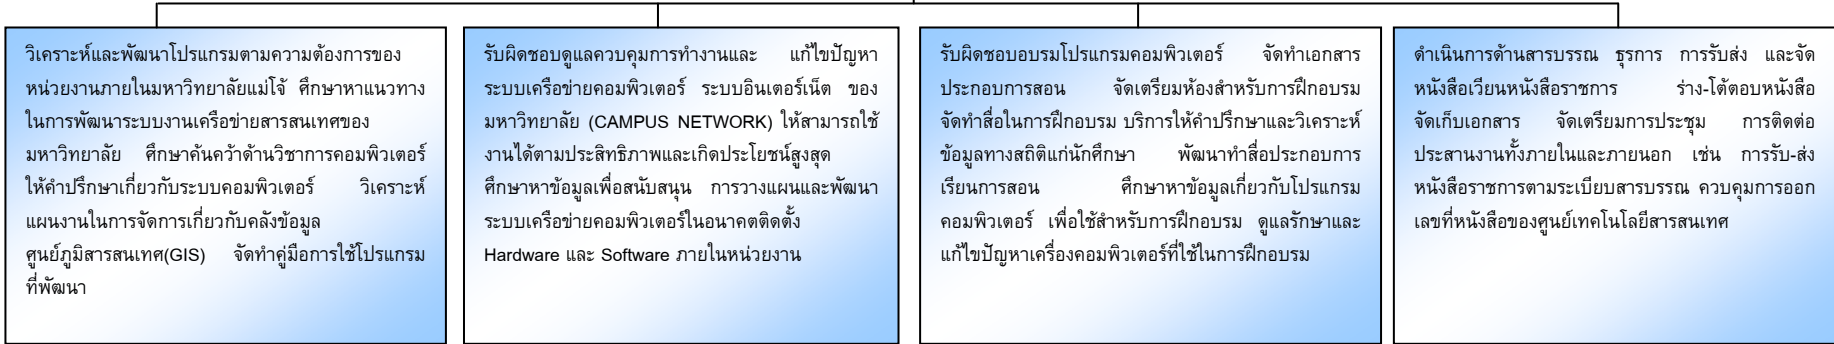 วิเคราะห์และพัฒนาโปรแกรมตามความต้องการของ
หน่วยงานภายในมหาวิทยาลัยแม่โจ้ ศึกษาหาแนวทาง
ในการพัฒนาระบบงานเครือข่ายสารสนเทศของ
มหาวิทยาลัย ศึกษาค้นคว้าด้านวิชาการคอมพิวเตอร์
ให้คำปรึกษาเกี่ยวกับระบบคอมพิวเตอร์ วิเคราะห์
แผนงานในการจัดการเกี่ยวกับคลังข้อมูล
ศูนย์ภูมิสารสนเทศ(GIS) จัดทำคู่มือการใช้โปรแกรม
ที่พัฒนา
รับผิดชอบดูแลควบคุมการทำงานและ แก้ไขปัญหา
ระบบเครือข่ายคอมพิวเตอร์ ระบบอินเตอร์เน็ต ของ
มหาวิทยาลัย (CAMPUS NETWORK) ให้สามารถใช้
งานได้ตามประสิทธิภาพและเกิดประโยชน์สูงสุด
ศึกษาหาข้อมูลเพื่อสนับสนุน การวางแผนและพัฒนา
ระบบเครือข่ายคอมพิวเตอร์ในอนาคตติดตั้ง
Hardware และ Software ภายในหน่วยงาน
รับผิดชอบอบรมโปรแกรมคอมพิวเตอร์ จัดทำเอกสาร
ประกอบการสอน จัดเตรียมห้องสำหรับการฝึกอบรม
จัดทำสื่อในการฝึกอบรม บริการให้คำปรึกษาและวิเคราะห์
ข้อมูลทางสถิติแก่นักศึกษา พัฒนาทำสื่อประกอบการ
เรียนการสอน ศึกษาหาข้อมูลเกี่ยวกับโปรแกรม
คอมพิวเตอร์ เพื่อใช้สำหรับการฝึกอบรม ดูแลรักษาและ
แก้ไขปัญหาเครื่องคอมพิวเตอร์ที่ใช้ในการฝึกอบรม
ดำเนินการด้านสารบรรณ ธุรการ การรับส่ง และจัด
หนังสือเวียนหนังสือราชการ ร่าง-โต้ตอบหนังสือ
จัดเก็บเอกสาร จัดเตรียมการประชุม การติดต่อ
ประสานงานทั้งภายในและภายนอก เช่น การรับ-ส่ง
หนังสือราชการตามระเบียบสารบรรณ ควบคุมการออก
เลขที่หนังสือของศูนย์เทคโนโลยีสารสนเทศ